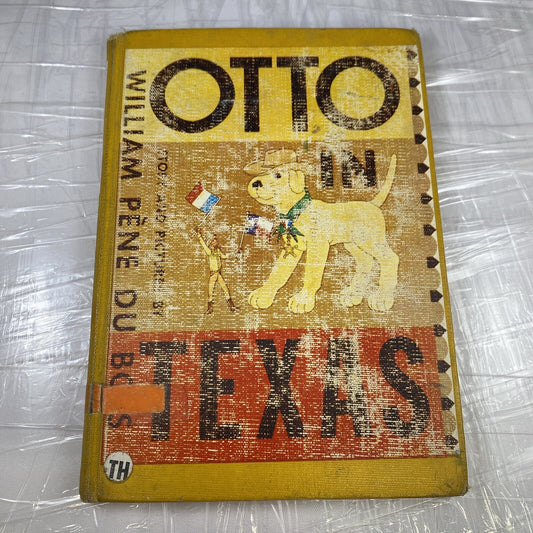 OTTO
IN
TEXAS
STORY AND PICTURES BY
WILLIAM PÈNE DU BOIS
TH